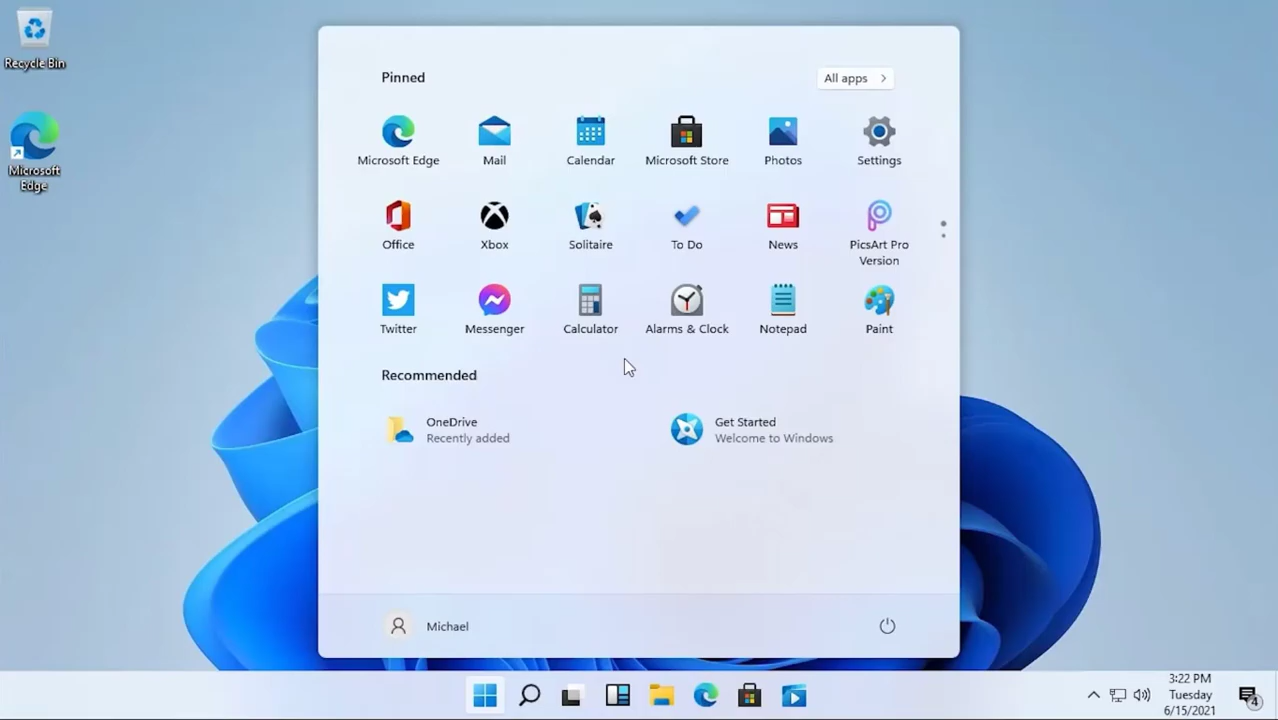 Recycle Bin
Microsoft
Edge
Pinned
All apps
Microsoft Edge
Mail
Calendar
Microsoft Store
Photos
Settings
Office
Xbox
Solitaire
To Do
News
PicsArt Pro
Version
Twitter
Messenger
Calculator
Alarms & Clock
Notepad
Paint
Recommended
OneDrive
Recently added
Get Started
Welcome to Windows
Michael
3:22 PM
Tuesday
6/15/2021
4